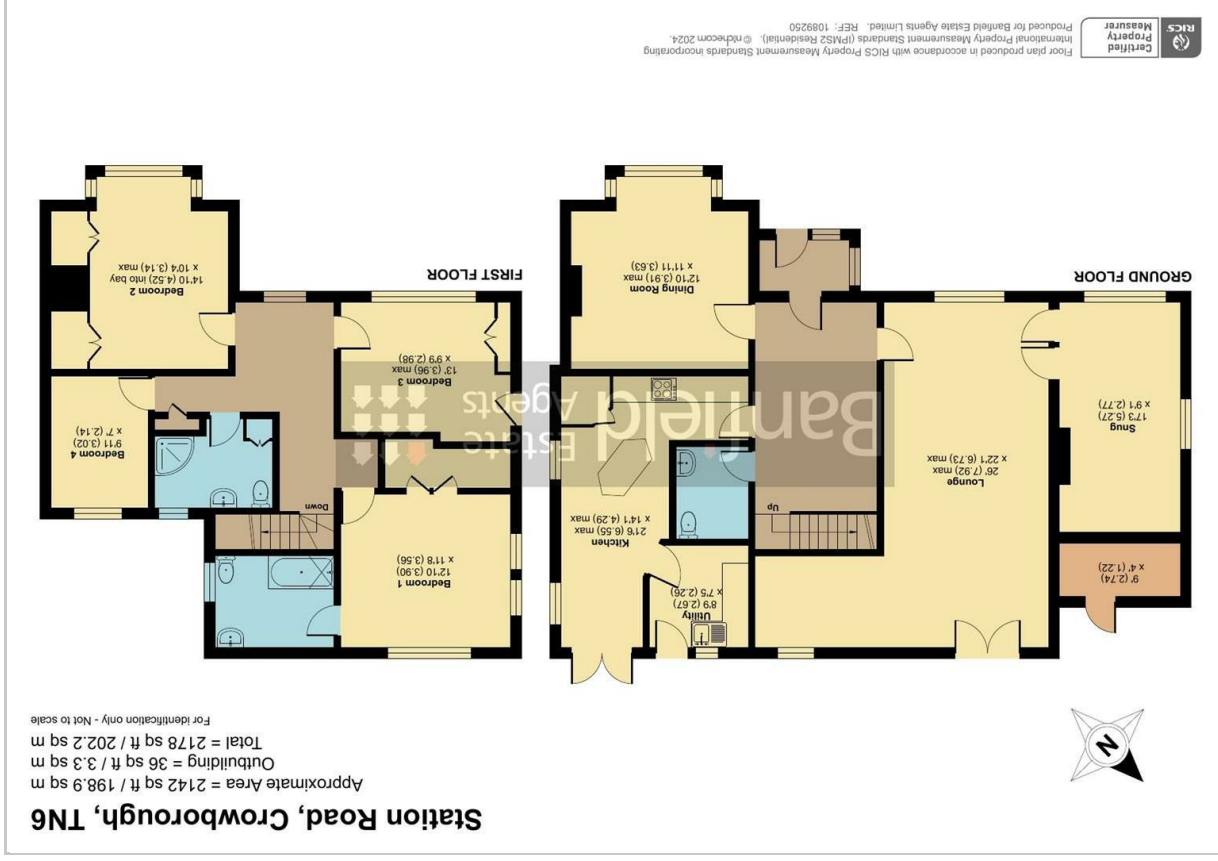 Station Road, Crowborough, TN6
Approximate Area = 2142 sq ft / 198.9 sq m
Outbuilding = 36 sq ft / 3.3 sq m
Total = 2178 sq ft / 202.2 sq m
For identification only - Not to scale
N
9' (2.74)
x 4' (1.22)
Snug
17'3 (5.27)
x 9'1 (2.77)
Lounge
26' (7.92) max
x 22'1 (6.73) max
Up
Utility
8'9 (2.67)
x 7'5 (2.26)
Kitchen
21'6 (6.55) max
x 14'1 (4.29) max
Dining Room
12'10 (3.91) max
x 11'11 (3.63)
GROUND FLOOR
Bedroom 1
12'10 (3.90)
x 11'8 (3.56)
Down
Bedroom 3
13' (3.96) max
x 9'9 (2.98)
Bedroom 4
9'11 (3.02)
x 7' (2.14)
Bedroom 2
14'10 (4.52) into bay
x 10'4 (3.14) max
FIRST FLOOR
Banfield
Estate
Agents
Certified
Property
Measurer
RICS
Floor plan produced in accordance with RICS Property Measurement Standards incorporating
International Property Measurement Standards (IPMS2 Residential). ©nichecom 2024.
Produced for Banfield Estate Agents Limited. REF: 1089250